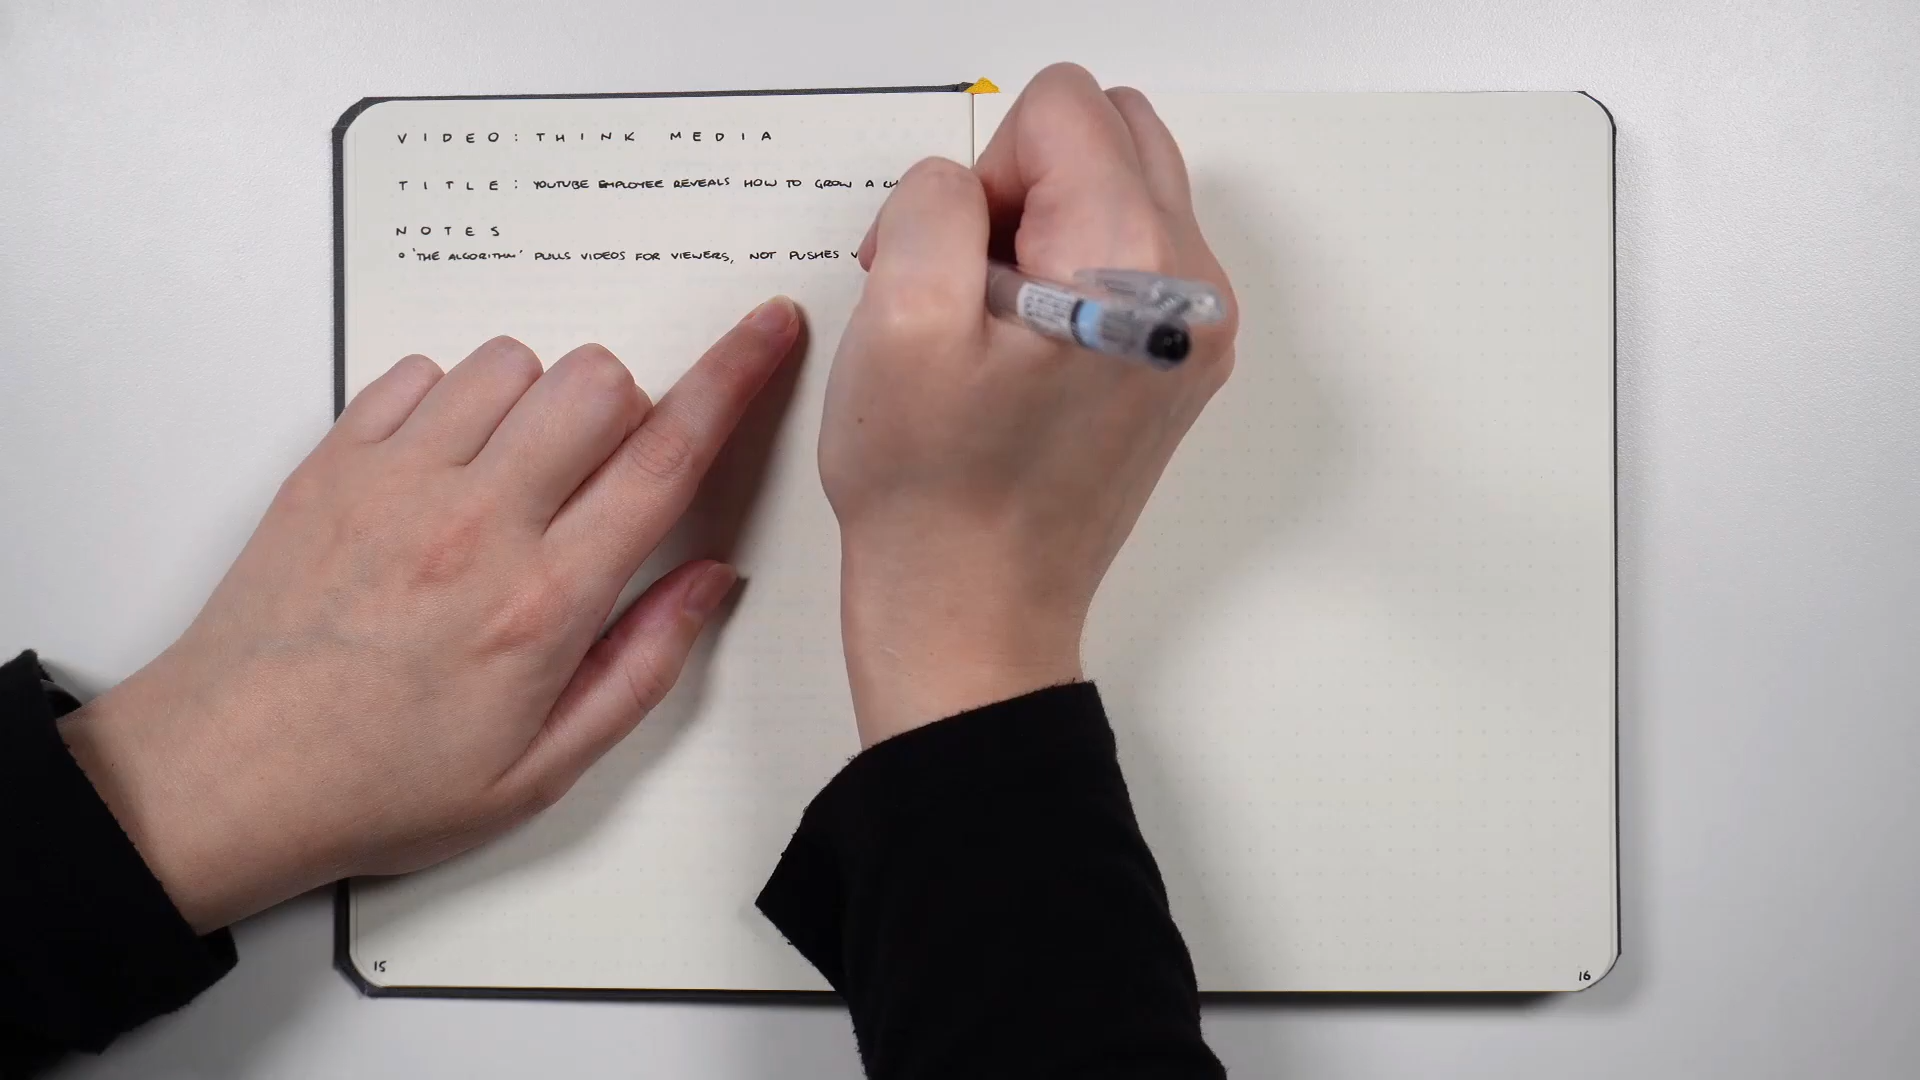 VIDEO: THINK MEDIA
TITLE: YOUTUBE EMPLOYEE REVEALS HOW TO GROW A
NOTES
° 'THE ALGORITHM' PULLS VIDEOS FOR VIEWERS, NOT PUSHES
15
16